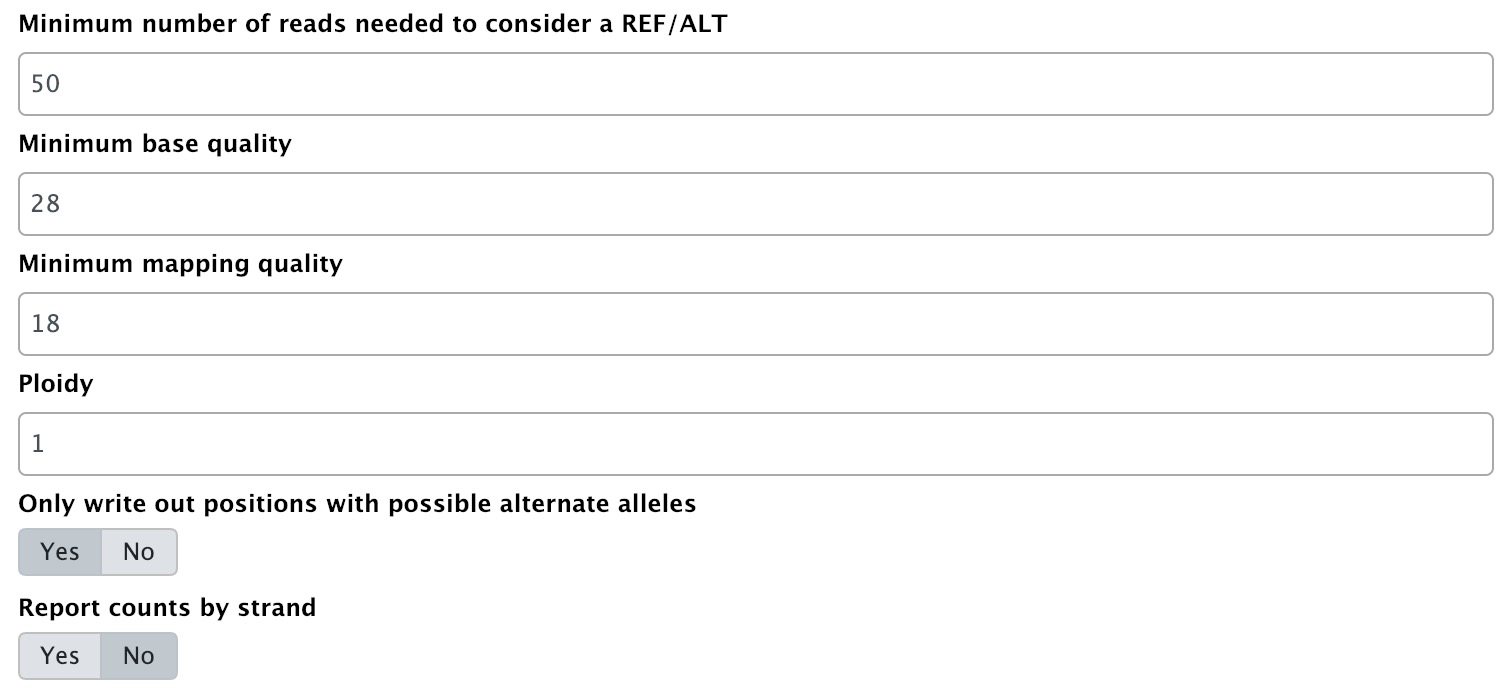 Minimum number of reads needed to consider a REF/ALT
50
Minimum base quality
28
Minimum mapping quality
18
Ploidy
1
Only write out positions with possible alternate alleles
Yes No
Report counts by strand
Yes No